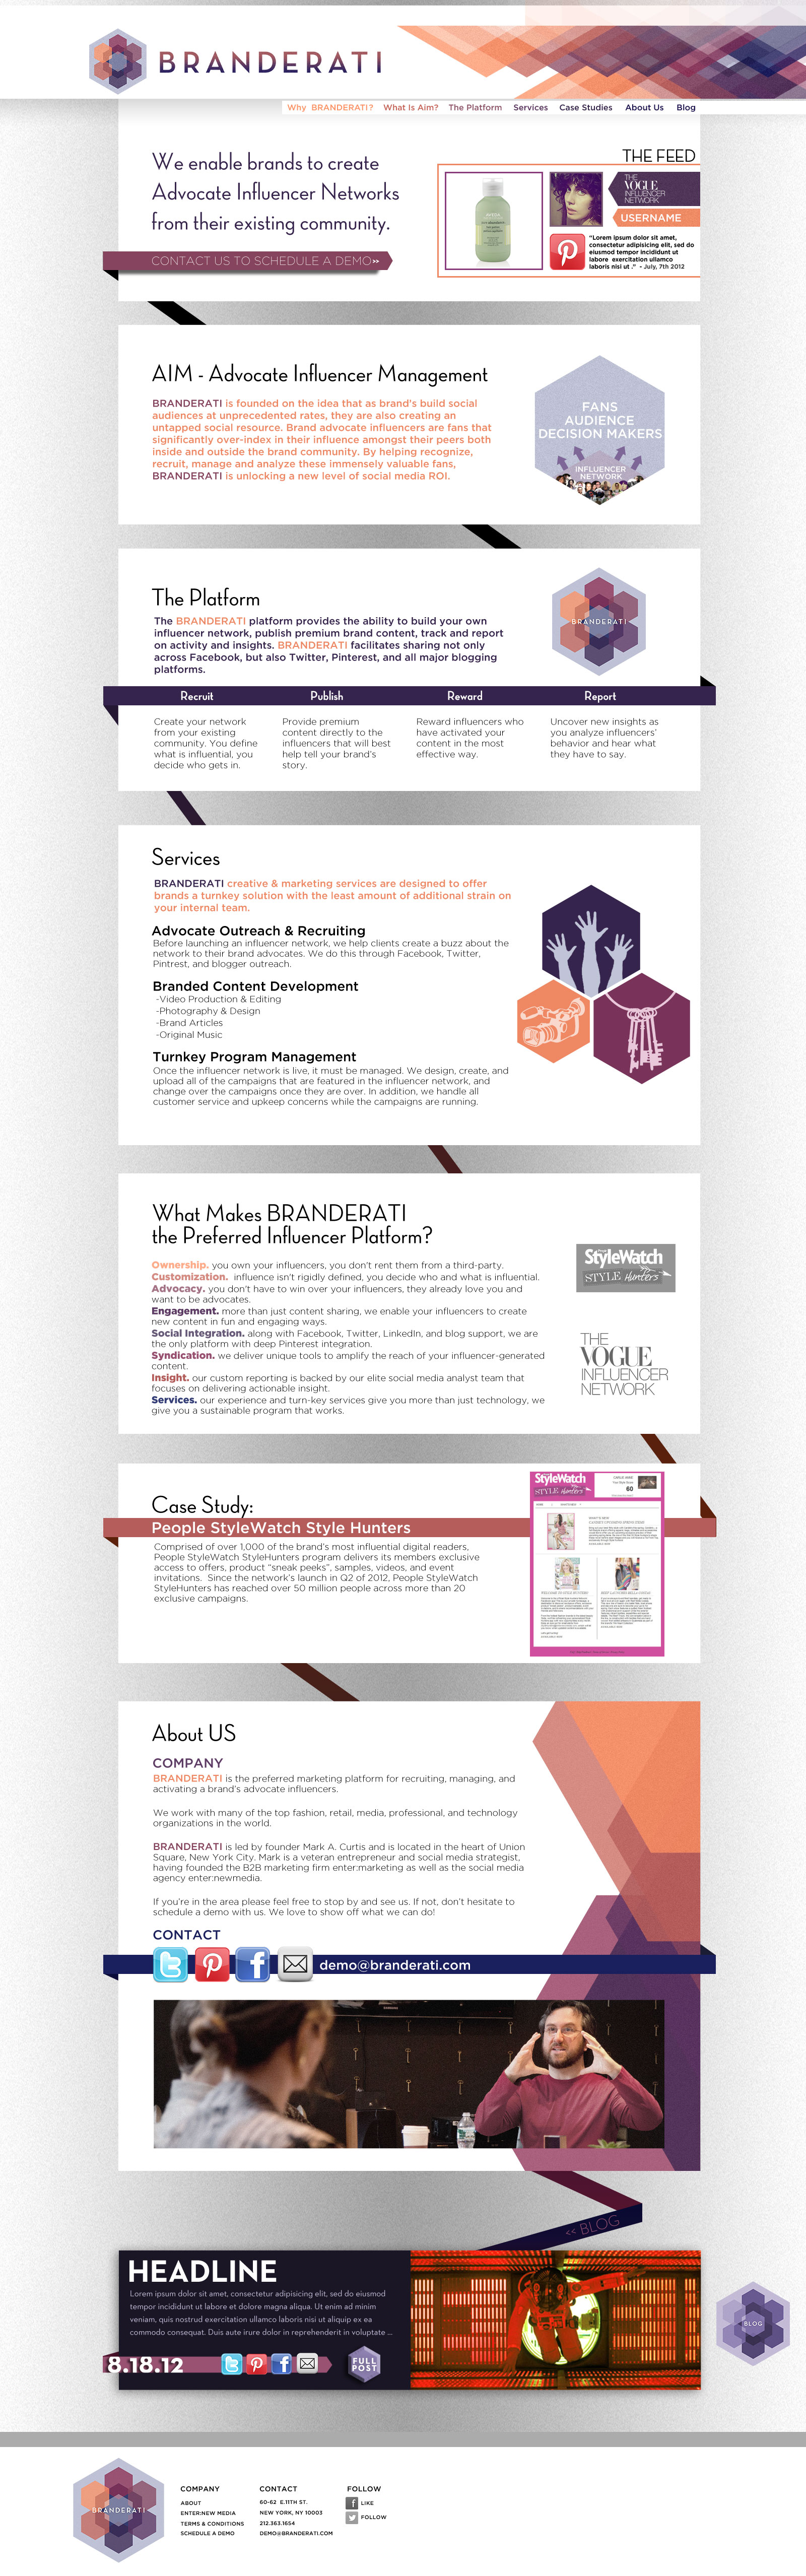 BRANDERATI
Why BRANDERATI? What Is Aim? The Platform Services Case Studies About Us Blog
We enable brands to create
Advocate Influencer Networks
from their existing community.
CONTACT US TO SCHEDULE A DEMO>>
THE FEED
THE
VOGUE
INFLUENCER
NETWORK
USERNAME
"Lorem ipsum dolor sit amet,
consectetur adipisicing elit, sed do
eiusmod tempor incididunt ut
labore exercitation ullamco
laboris nisi ut ." - July, 7th 2012
AIM - Advocate Influencer Management
BRANDERATI is founded on the idea that as brand's build social
audiences at unprecedented rates, they are also creating an
untapped social resource. Brand advocate influencers are fans that
significantly over-index in their influence amongst their peers both
inside and outside the brand community. By helping recognize,
recruit, manage and analyze these immensely valuable fans,
BRANDERATI is unlocking a new level of social media ROI.
FANS
AUDIENCE
DECISION MAKERS
INFLUENCER
NETWORK
The Platform
The BRANDERATI platform provides the ability to build your own
influencer network, publish premium brand content, track and report
on activity and insights. BRANDERATI facilitates sharing not only
across Facebook, but also Twitter, Pinterest, and all major blogging
platforms.
BRANDERATI
Recruit Publish Reward Report
Create your network
from your existing
community. You define
what is influential, you
decide who gets in.
Provide premium
content directly to the
influencers that will best
help tell your brand's
story.
Reward influencers who
have activated your
content in the most
effective way.
Uncover new insights as
you analyze influencers'
behavior and hear what
they have to say.
Services
BRANDERATI creative & marketing services are designed to offer
brands a turnkey solution with the least amount of additional strain on
your internal team.
Advocate Outreach & Recruiting
Before launching an influencer network, we help clients create a buzz about the
network to their brand advocates. We do this through Facebook, Twitter,
Pintrest, and blogger outreach.
Branded Content Development
-Video Production & Editing
-Photography & Design
-Brand Articles
-Original Music
Turnkey Program Management
Once the influencer network is live, it must be managed. We design, create, and
upload all of the campaigns that are featured in the influencer network, and
change over the campaigns once they are over. In addition, we handle all
customer service and upkeep concerns while the campaigns are running.
What Makes BRANDERATI
the Preferred Influencer Platform?
Ownership. you own your influencers, you don't rent them from a third-party.
Customization. influence isn't rigidly defined, you decide who and what is influential.
Advocacy. you don't have to win over your influencers, they already love you and
want to be advocates.
Engagement. more than just content sharing, we enable your influencers to create
new content in fun and engaging ways.
Social Integration. along with Facebook, Twitter, LinkedIn, and blog support, we are
the only platform with deep Pinterest integration.
Syndication. we deliver unique tools to amplify the reach of your influencer-generated
content.
Insight. our custom reporting is backed by our elite social media analyst team that
focuses on delivering actionable insight.
Services. our experience and turn-key services give you more than just technology, we
give you a sustainable program that works.
StyleWatch
STYLE Hunters
THE
VOGUE
INFLUENCER
NETWORK
Case Study:
People StyleWatch Style Hunters
Comprised of over 1,000 of the brand's most influential digital readers,
People StyleWatch StyleHunters program delivers its members exclusive
access to offers, product "sneak peeks", samples, videos, and event
invitations. Since the network's launch in Q2 of 2012, People StyleWatch
StyleHunters has reached over 50 million people across more than 20
exclusive campaigns.
StyleWatch
STYLE Hunters
60
About US
COMPANY
BRANDERATI is the preferred marketing platform for recruiting, managing, and
activating a brand's advocate influencers.
We work with many of the top fashion, retail, media, professional, and technology
organizations in the world.
BRANDERATI is led by founder Mark A. Curtis and is located in the heart of Union
Square, New York City. Mark is a veteran entrepreneur and social media strategist,
having founded the B2B marketing firm enter:marketing as well as the social media
agency enter:newmedia.
If you're in the area please feel free to stop by and see us. If not, don't hesitate to
schedule a demo with us. We love to show off what we can do!
CONTACT
demo@branderati.com
<< BLOG
HEADLINE
Lorem ipsum dolor sit amet, consectetur adipisicing elit, sed do eiusmod
tempor incididunt ut labore et dolore magna aliqua. Ut enim ad minim
veniam, quis nostrud exercitation ullamco laboris nisi ut aliquip ex ea
commodo consequat. Duis aute irure dolor in reprehenderit in voluptate ...
8.18.12
FULL
POST
BLOG
BRANDERATI
COMPANY
ABOUT
ENTER:NEW MEDIA
TERMS & CONDITIONS
SCHEDULE A DEMO
CONTACT
60-62 E.11TH ST.
NEW YORK, NY 10003
212.363.1654
DEMO@BRANDERATI.COM
FOLLOW
LIKE
FOLLOW